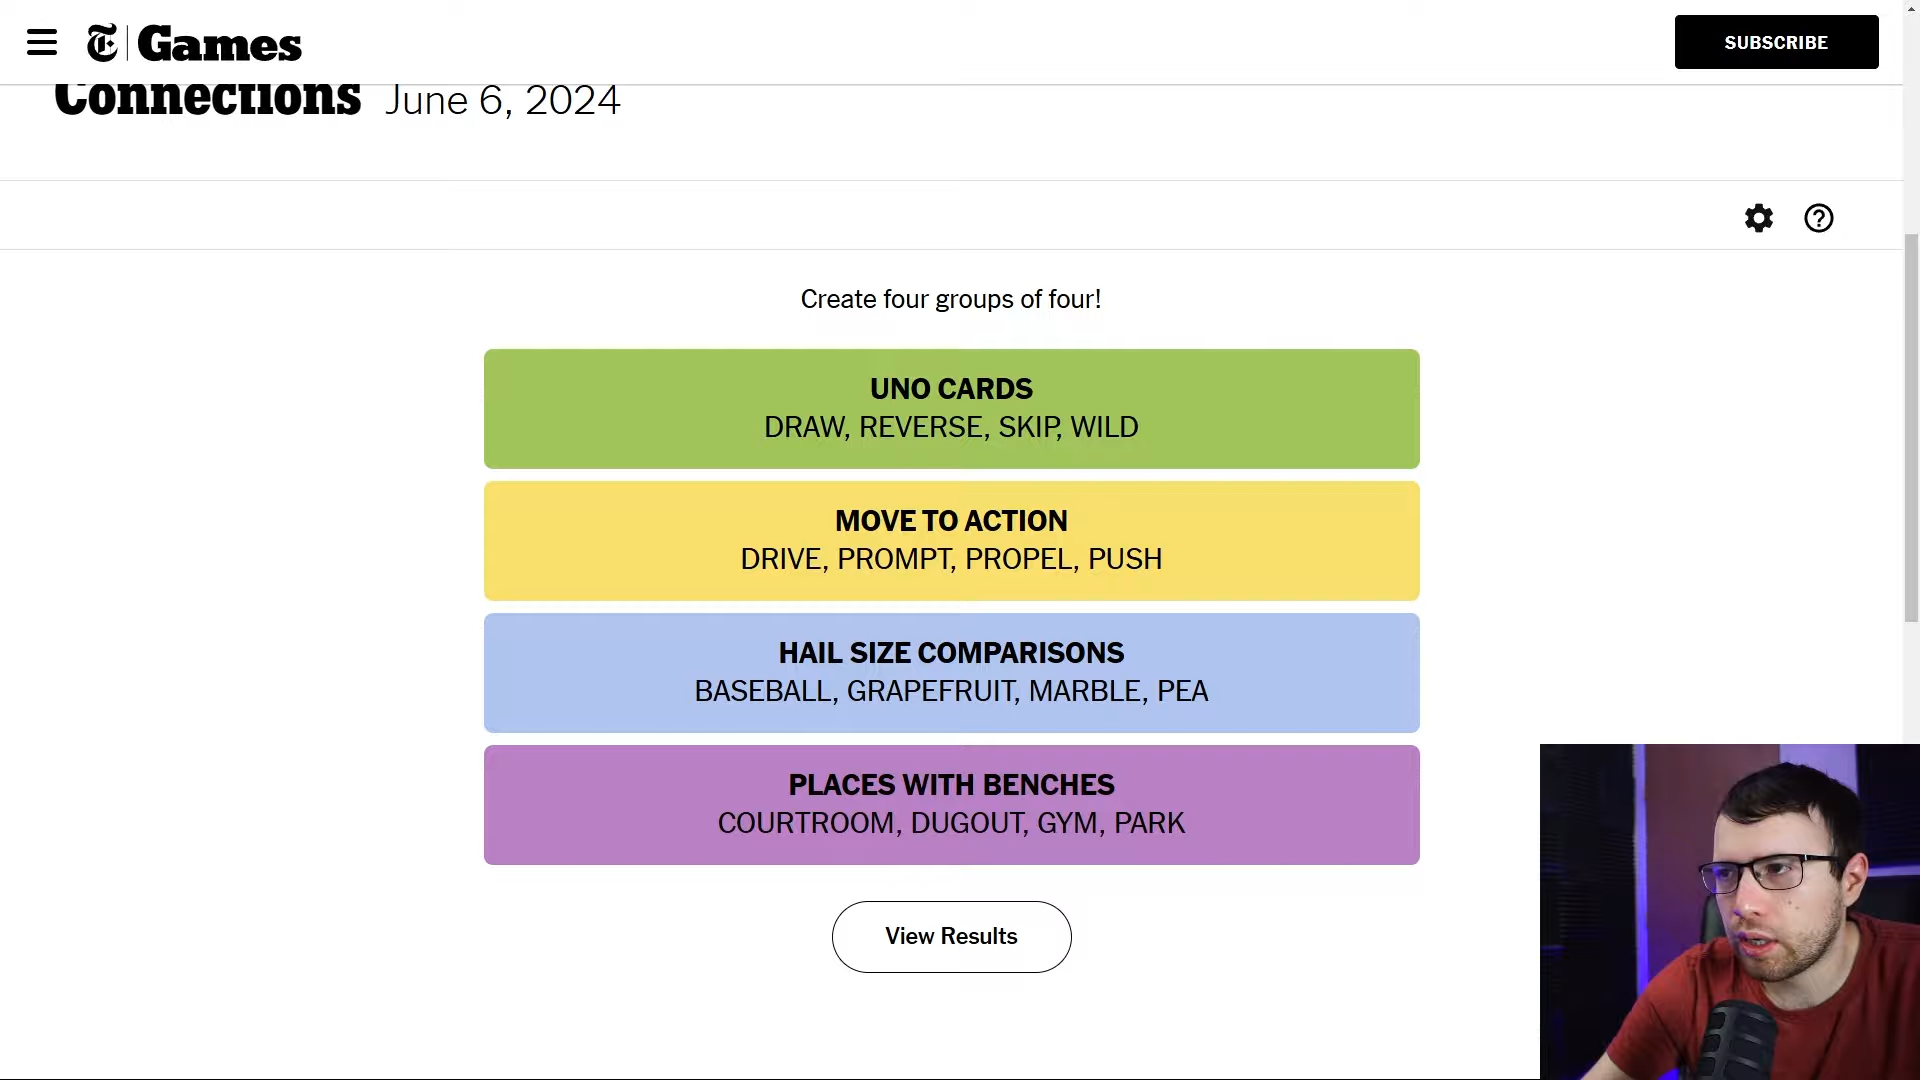 Games
SUBSCRIBE
Connections June 6, 2024
Create four groups of four!
UNO CARDS
DRAW, REVERSE, SKIP, WILD
MOVE TO ACTION
DRIVE, PROMPT, PROPEL, PUSH
HAIL SIZE COMPARISONS
BASEBALL, GRAPEFRUIT, MARBLE, PEA
PLACES WITH BENCHES
COURTROOM, DUGOUT, GYM, PARK
View Results